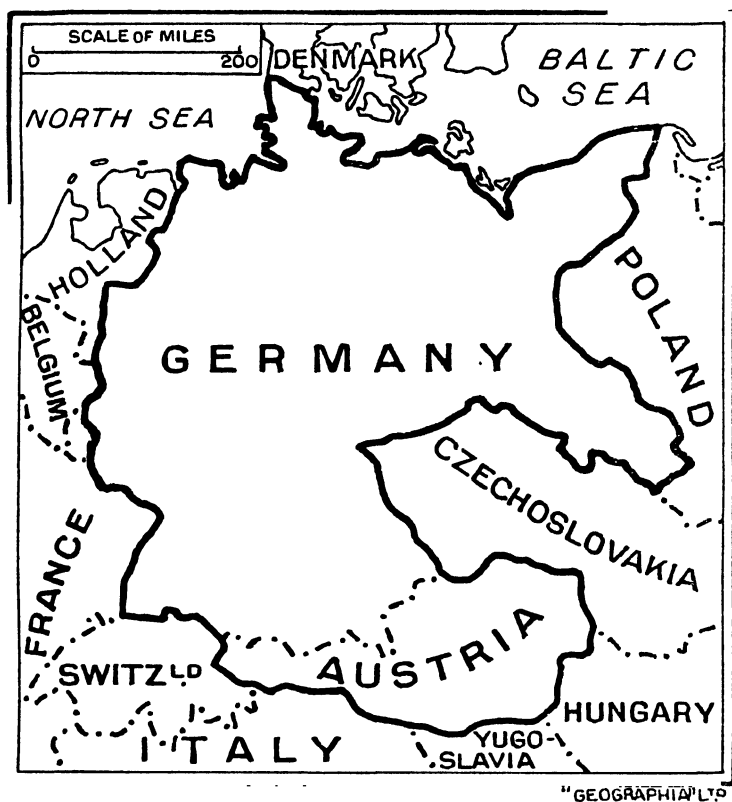 SCALE OF MILES
0 200
DENMARK
BALTIC
SEA
NORTH SEA
HOLLAND
POLAND
BELGIUM
GERMANY
CZECHOSLOVAKIA
FRANCE
AUSTRIA
SWITZLD
HUNGARY
ITALY
YUGO-
SLAVIA
"GEOGRAPHIA" LTD